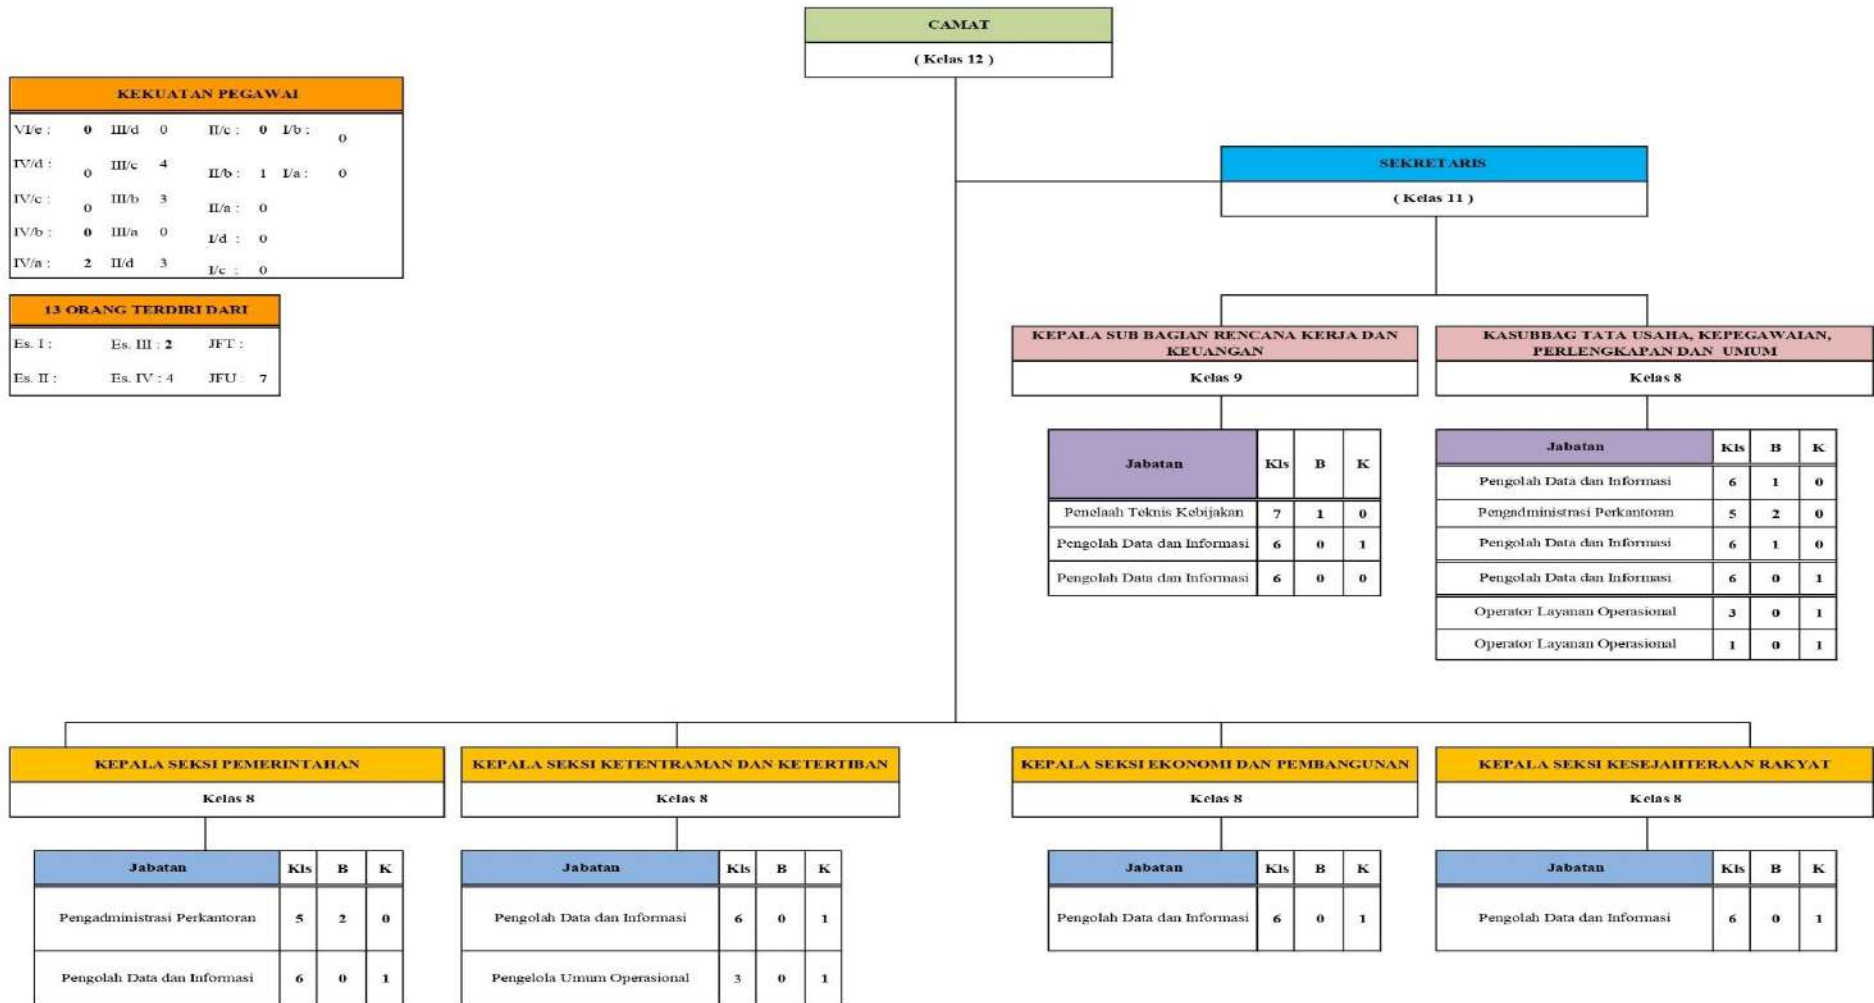 CAMAT
( Kelas 12 )
KEKUATAN PEGAWAI
VI/e : 0 III/d 0 II/c : 0 I/b : 0
IV/d : 0 III/c 4 II/b : 1 I/a : 0
IV/c : 0 III/b 3 II/a : 0
IV/b : 0 III/a 0 I/d : 0
IV/a : 2 II/d 3 I/c : 0
13 ORANG TERDIRI DARI
Es. I : Es. III : 2 JFT :
Es. II : Es. IV : 4 JFU : 7
SEKRETARIS
( Kelas 11 )
KEPALA SUB BAGIAN RENCANA KERJA DAN
KEUANGAN
Kelas 9
Jabatan Kls B K
Penelaah Teknis Kebijakan 7 1 0
Pengolah Data dan Informasi 6 0 1
Pengolah Data dan Informasi 6 0 0
KASUBBAG TATA USAHA, KEPEGAWAIAN,
PERLENGKAPAN DAN UMUM
Kelas 8
Jabatan Kls B K
Pengolah Data dan Informasi 6 1 0
Pengadministrasi Perkantoran 5 2 0
Pengolah Data dan Informasi 6 1 0
Pengolah Data dan Informasi 6 0 1
Operator Layanan Operasional 3 0 1
Operator Layanan Operasional 1 0 1
KEPALA SEKSI PEMERINTAHAN
Kelas 8
Jabatan Kls B K
Pengadministrasi Perkantoran 5 2 0
Pengolah Data dan Informasi 6 0 1
KEPALA SEKSI KETENTRAMAN DAN KETERTIBAN
Kelas 8
Jabatan Kls B K
Pengolah Data dan Informasi 6 0 1
Pengelola Umum Operasional 3 0 1
KEPALA SEKSI EKONOMI DAN PEMBANGUNAN
Kelas 8
Jabatan Kls B K
Pengolah Data dan Informasi 6 0 1
KEPALA SEKSI KESEJAHTERAAN RAKYAT
Kelas 8
Jabatan Kls B K
Pengolah Data dan Informasi 6 0 1